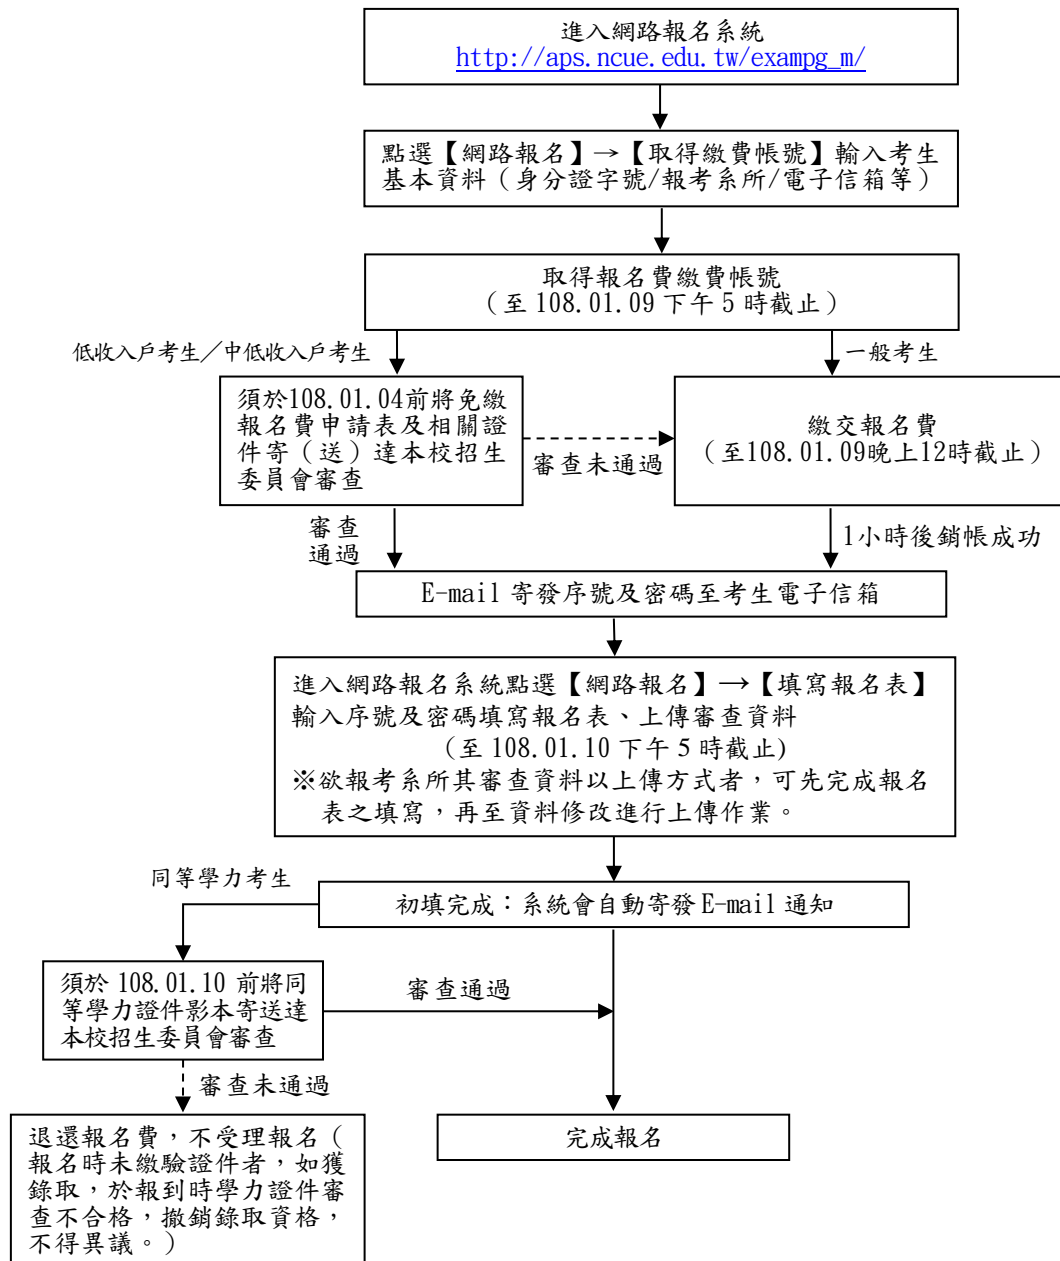 進入網路報名系統
http://aps.ncue.edu.tw/exampg_m/
點選【網路報名】→【取得繳費帳號】輸入考生
基本資料（身分證字號/報考系所/電子信箱等）
取得報名費繳費帳號
（至 108.01.09 下午 5 時截止）
低收入戶考生／中低收入戶考生
一般考生
須於108.01.04前將免繳
報名費申請表及相關證
件寄（送）達本校招生
委員會審查
審查未通過
繳交報名費
（至108.01.09晚上12時截止）
審查
通過
1小時後銷帳成功
E-mail 寄發序號及密碼至考生電子信箱
進入網路報名系統點選【網路報名】→【填寫報名表】
輸入序號及密碼填寫報名表、上傳審查資料
（至 108.01.10 下午 5 時截止)
※欲報考系所其審查資料以上傳方式者，可先完成報名
表之填寫，再至資料修改進行上傳作業。
同等學力考生
初填完成：系統會自動寄發 E-mail 通知
須於 108.01.10 前將同
等學力證件影本寄送達
本校招生委員會審查
審查通過
審查未通過
退還報名費，不受理報名（
報名時未繳驗證件者，如獲
錄取，於報到時學力證件審
查不合格，撤銷錄取資格，
不得異議。）
完成報名